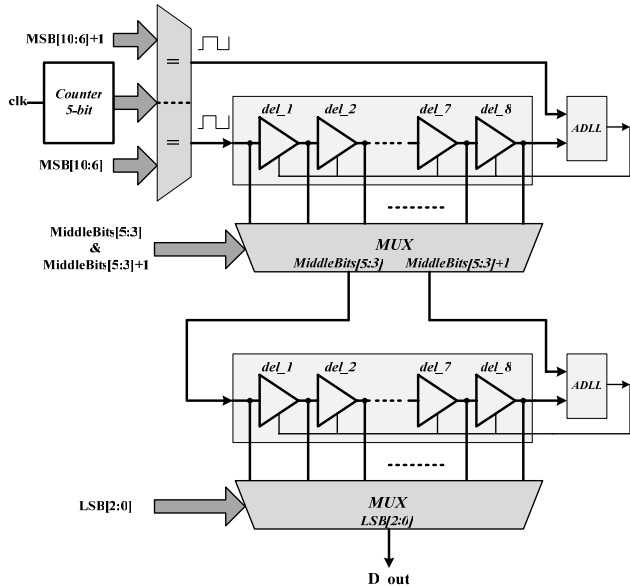 MSB[10:6]+1
=
clk
Counter
5-bit
=
MSB[10:6]
del_1 del_2 del_7 del_8
ADLL
MiddleBits[5:3]
&
MiddleBits[5:3]+1
MUX
MiddleBits[5:3] MiddleBits[5:3]+1
del_1 del_2 del_7 del_8
ADLL
LSB[2:0]
MUX
LSB[2:0]
D_out